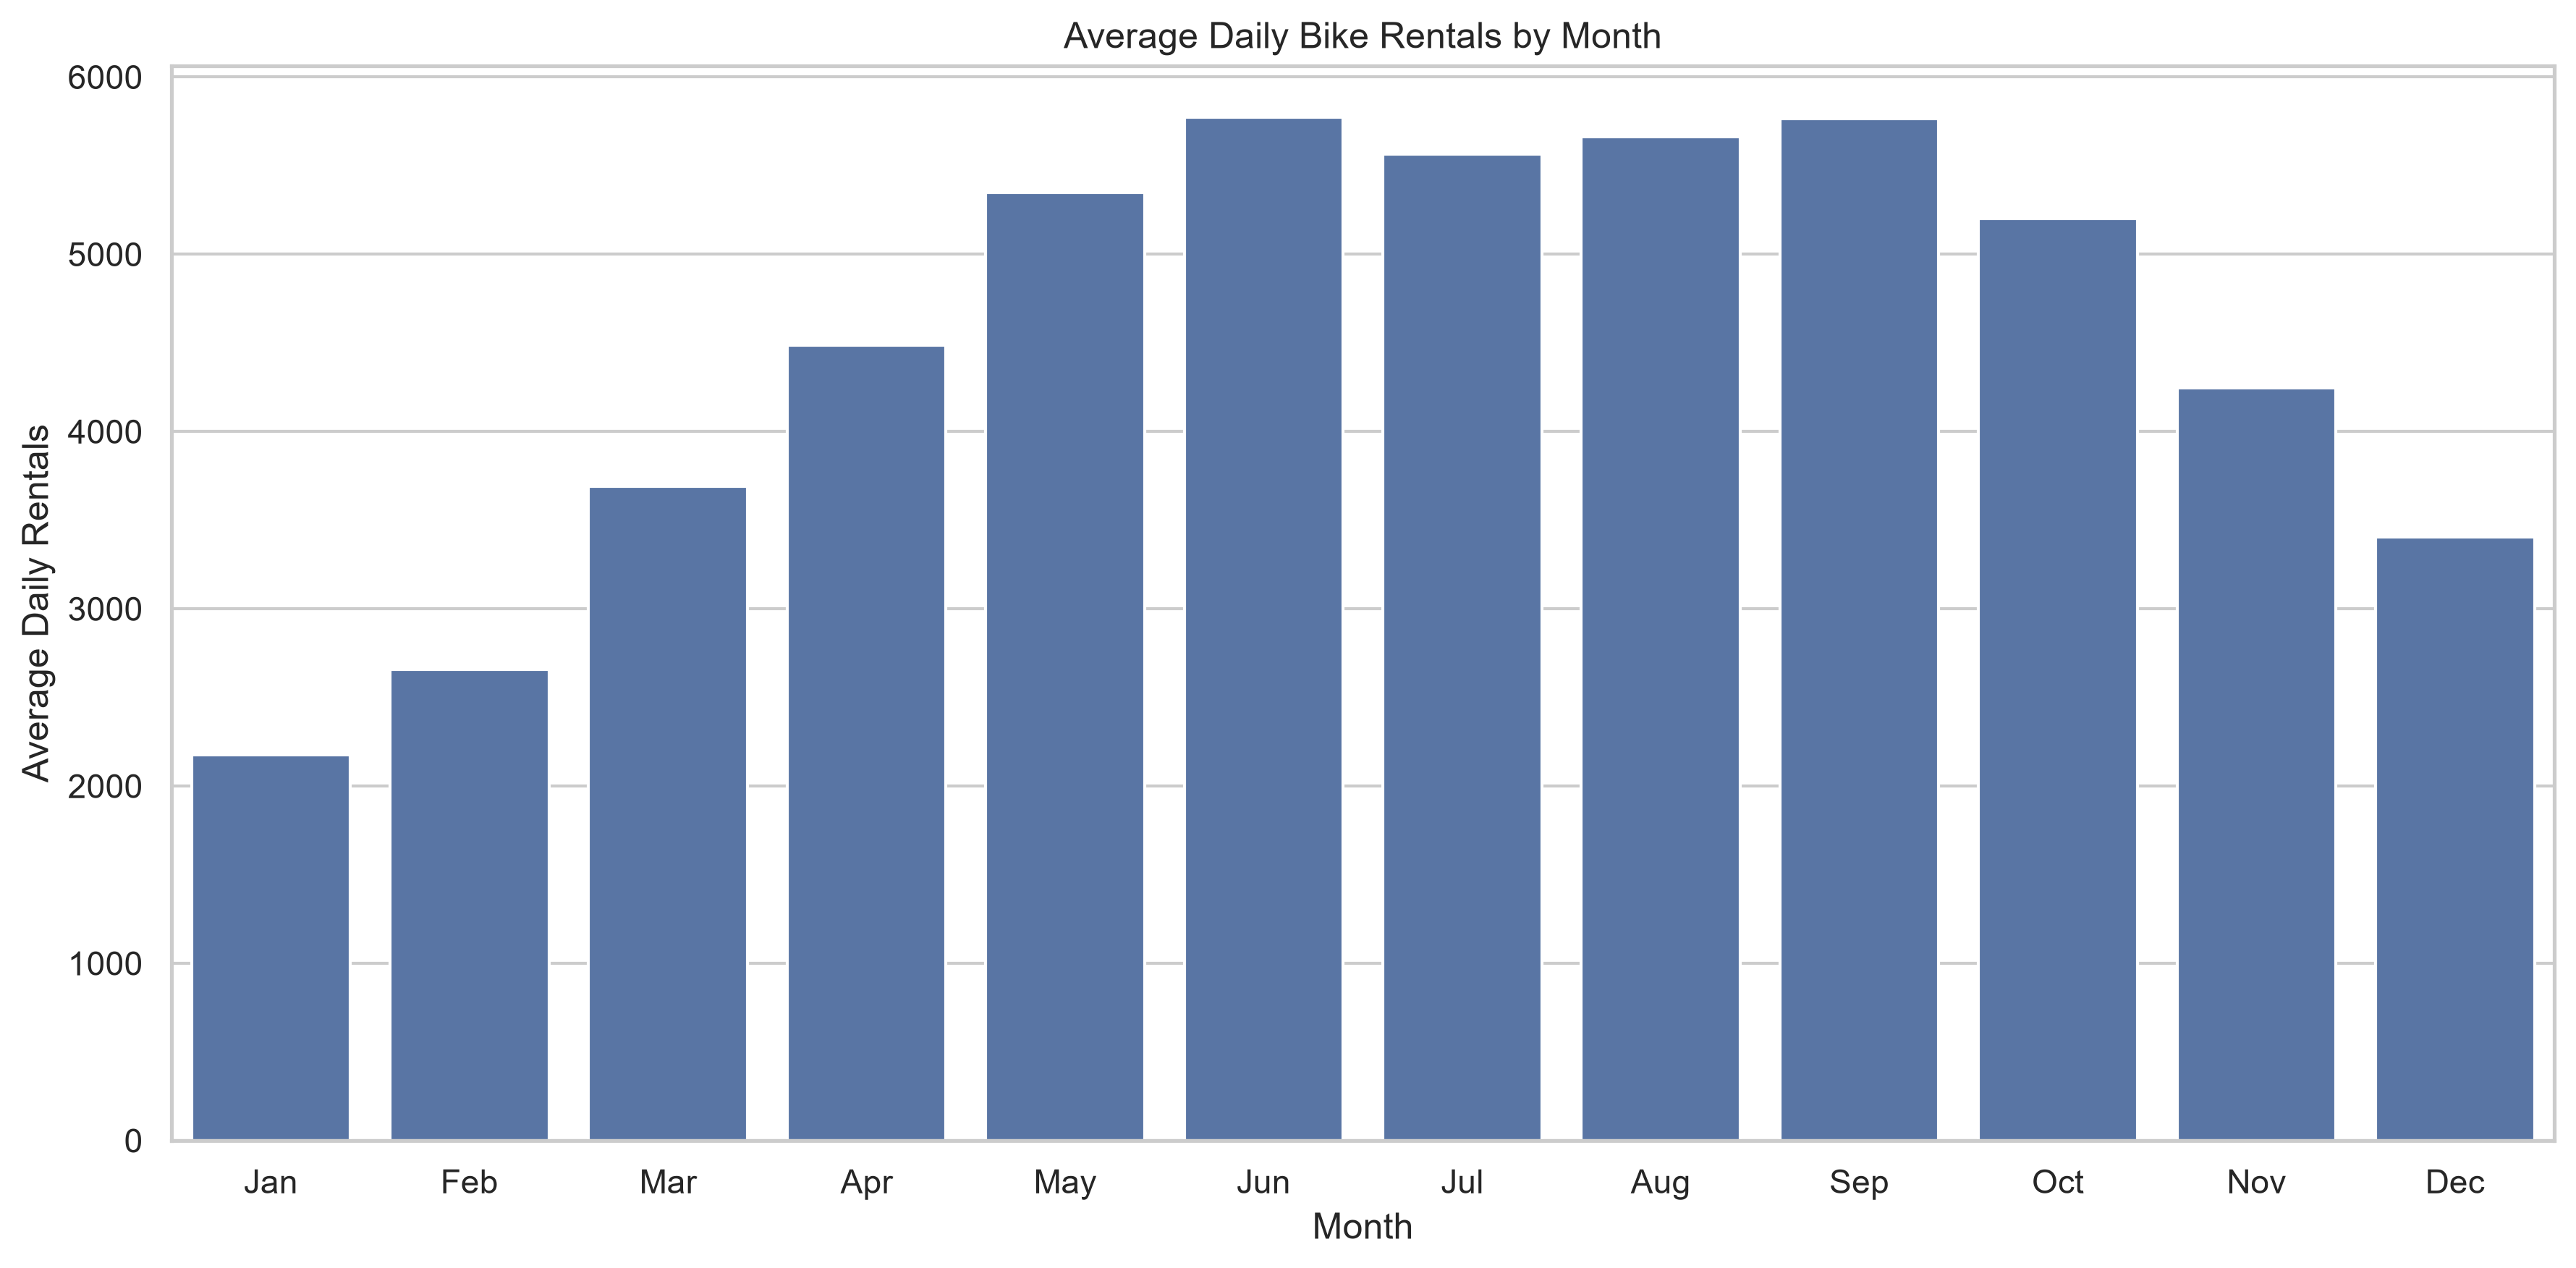 Average Daily Bike Rentals by Month
Average Daily Rentals
6000
5000
4000
3000
2000
1000
0
Jan Feb Mar Apr May Jun Jul Aug Sep Oct Nov Dec
Month